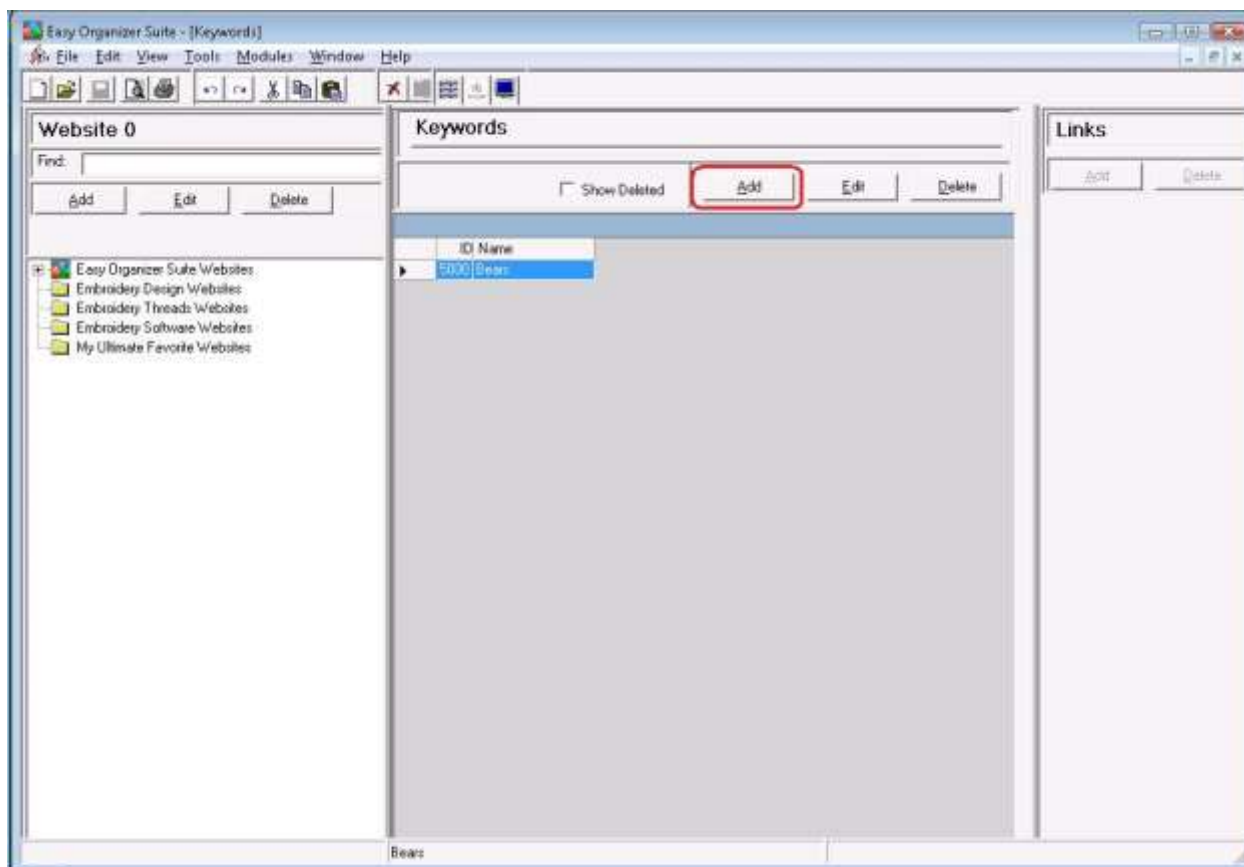 Easy Organizer Suite - [Keywords]
File Edit View Tools Modules Window Help
Website 0
Find:
Add Edit Delete
Easy Organizer Suite Websites
Embroidery Design Websites
Embroidery Threads Websites
Embroidery Software Websites
My Ultimate Favorite Websites
Keywords
Show Deleted Add Edit Delete
ID Name
5000 Bears
Links
Add Delete
Bears